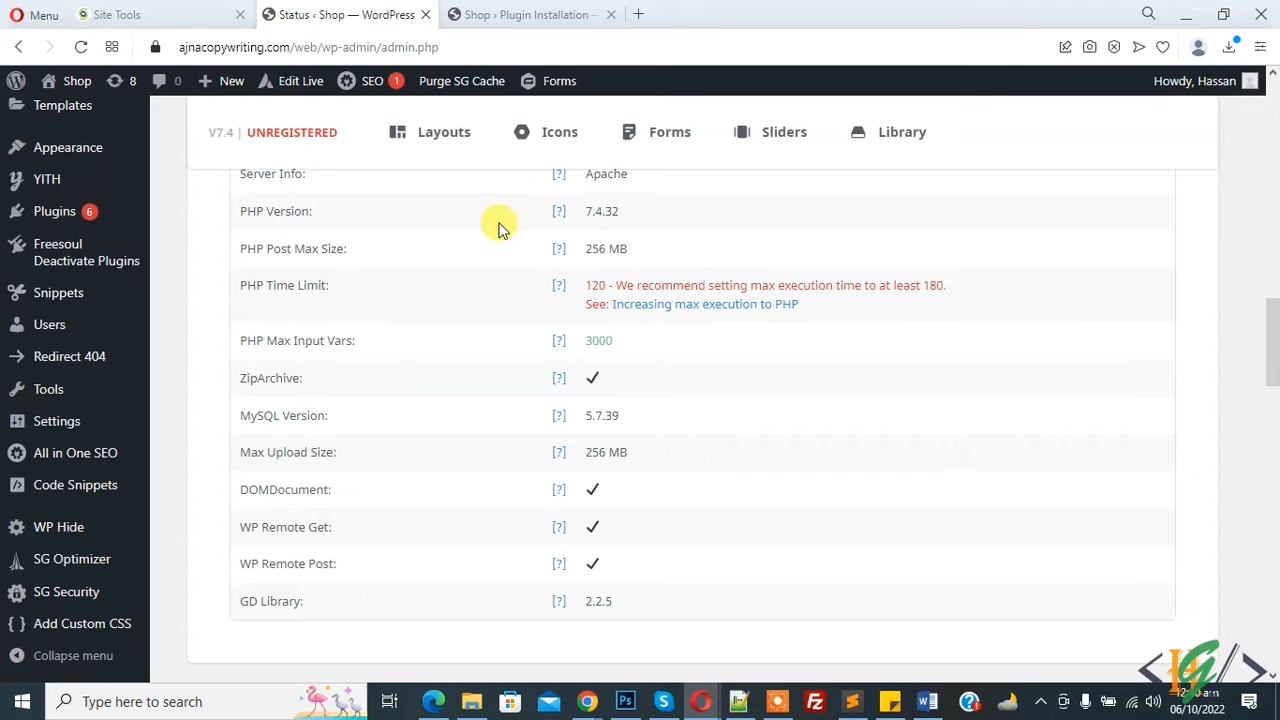 Menu
Site Tools
Status ‹ Shop — WordPress
Shop › Plugin Installation —
ajnacopywriting.com/web/wp-admin/admin.php
Shop
8
0
New
Edit Live
SEO 1
Purge SG Cache
Forms
Howdy, Hassan
Templates
Appearance
YITH
Plugins 6
Freesoul
Deactivate Plugins
Snippets
Users
Redirect 404
Tools
Settings
All in One SEO
Code Snippets
WP Hide
SG Optimizer
SG Security
Add Custom CSS
Collapse menu
V7.4 | UNREGISTERED
Layouts
Icons
Forms
Sliders
Library
Server Info: [?] Apache
PHP Version: [?] 7.4.32
PHP Post Max Size: [?] 256 MB
PHP Time Limit: [?] 120 - We recommend setting max execution time to at least 180.
See: Increasing max execution to PHP
PHP Max Input Vars: [?] 3000
ZipArchive: [?] ✔
MySQL Version: [?] 5.7.39
Max Upload Size: [?] 256 MB
DOMDocument: [?] ✔
WP Remote Get: [?] ✔
WP Remote Post: [?] ✔
GD Library: [?] 2.2.5
Type here to search
06/10/2022